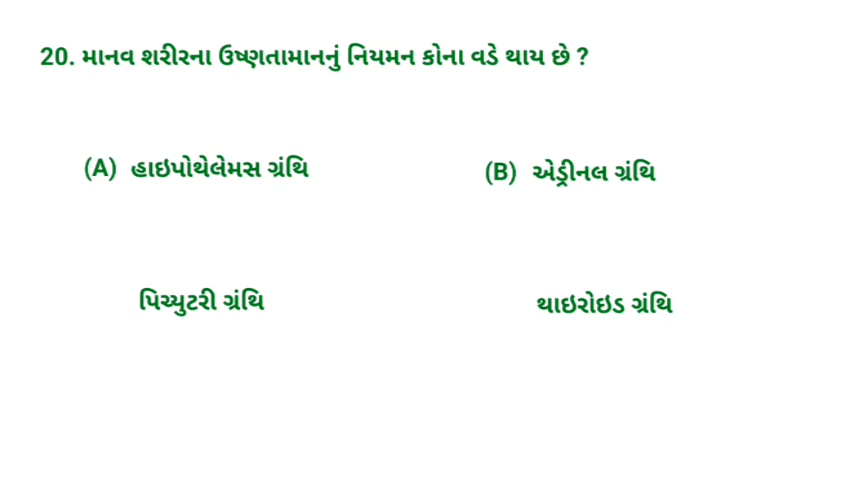 20. માનવ શરીરના ઉષ્ણતામાનનું નિયમન કોના વડે થાય છે ?
(A) હાઇપોથેલેમસ ગ્રંથિ
(B) એડ્રીનલ ગ્રંથિ
પિચ્યુટરી ગ્રંથિ
થાઇરોઇડ ગ્રંથિ